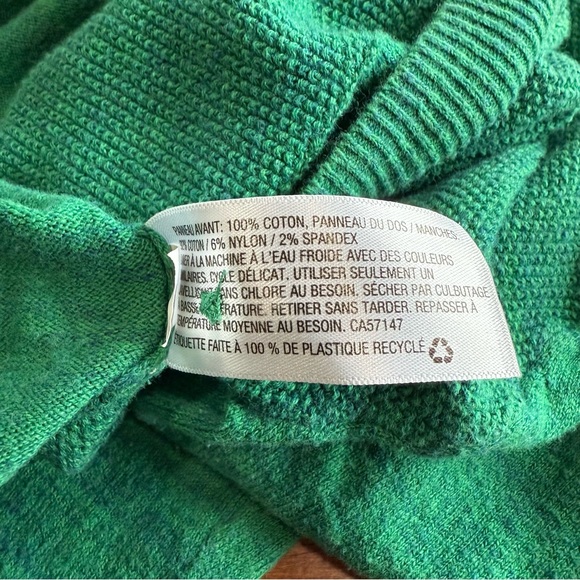 PANNEAU AVANT: 100% COTON, PANNEAU DU DOS / MANCHES:
COTON / 6% NYLON / 2% SPANDEX
À LA MACHINE À L'EAU FROIDE AVEC DES COULEURS
CYCLE DÉLICAT. UTILISER SEULEMENT UN
SANS CHLORE AU BESOIN. SÉCHER PAR CULBUTAGE
BASSE RETIRER SANS TARDER. REPASSER À
TEMPÉRATURE MOYENNE AU BESOIN. CA57147
ÉTIQUETTE FAITE À 100 % DE PLASTIQUE RECYCLÉ